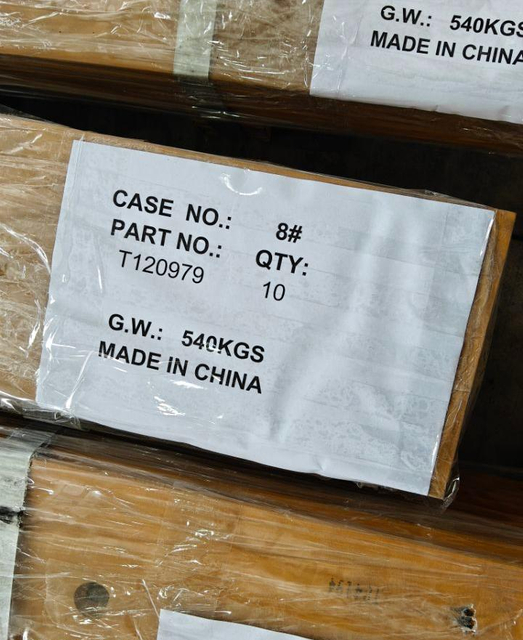 G.W.: 540KGS
MADE IN CHINA
CASE NO.: 8#
PART NO.: QTY:
T120979 10
G.W.: 540KGS
MADE IN CHINA